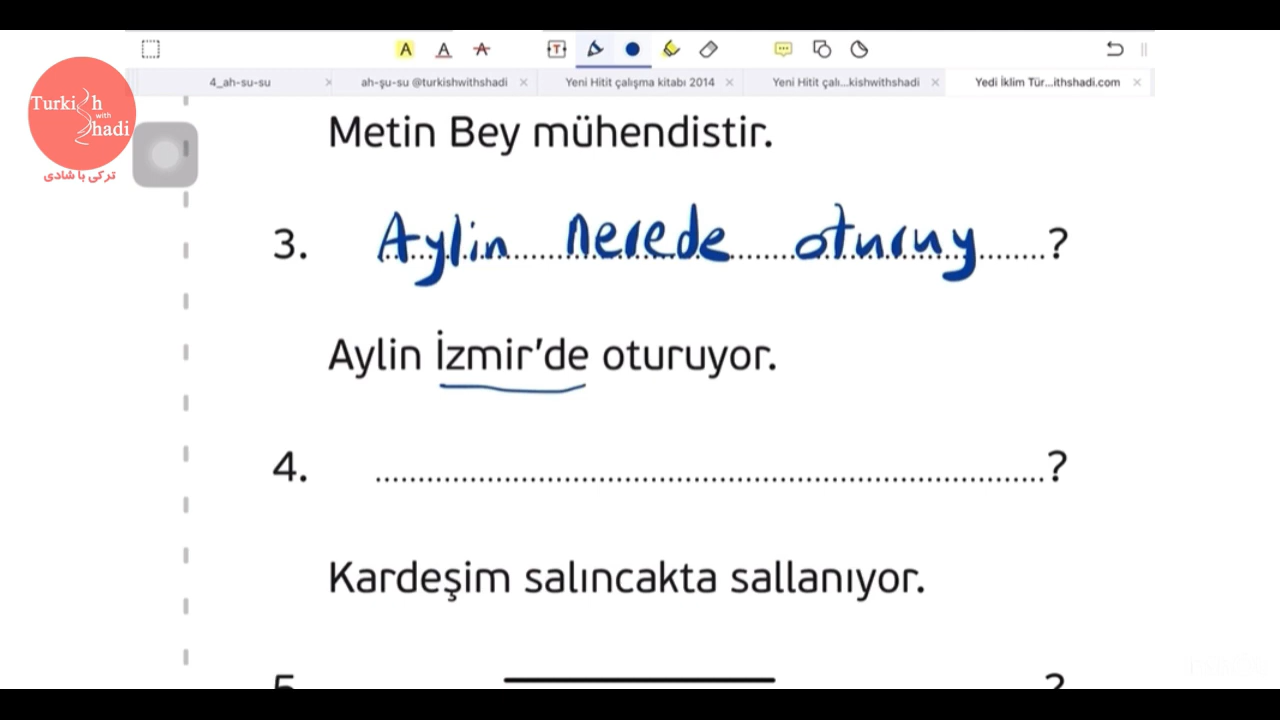 4_ah-su-su
ah-şu-su @turkishwithshadi
Yeni Hitit çalışma kitabı 2014
Yeni Hitit çalı...kishwithshadi
Yedi İklim Tür...ithshadi.com
Turkish
with
Shadi
ترکی با شادی
Metin Bey mühendistir.
3. Aylin nerede oturuy ?
Aylin İzmir'de oturuyor.
4. ............................................................?
Kardeşim salıncakta sallanıyor.
5 ?